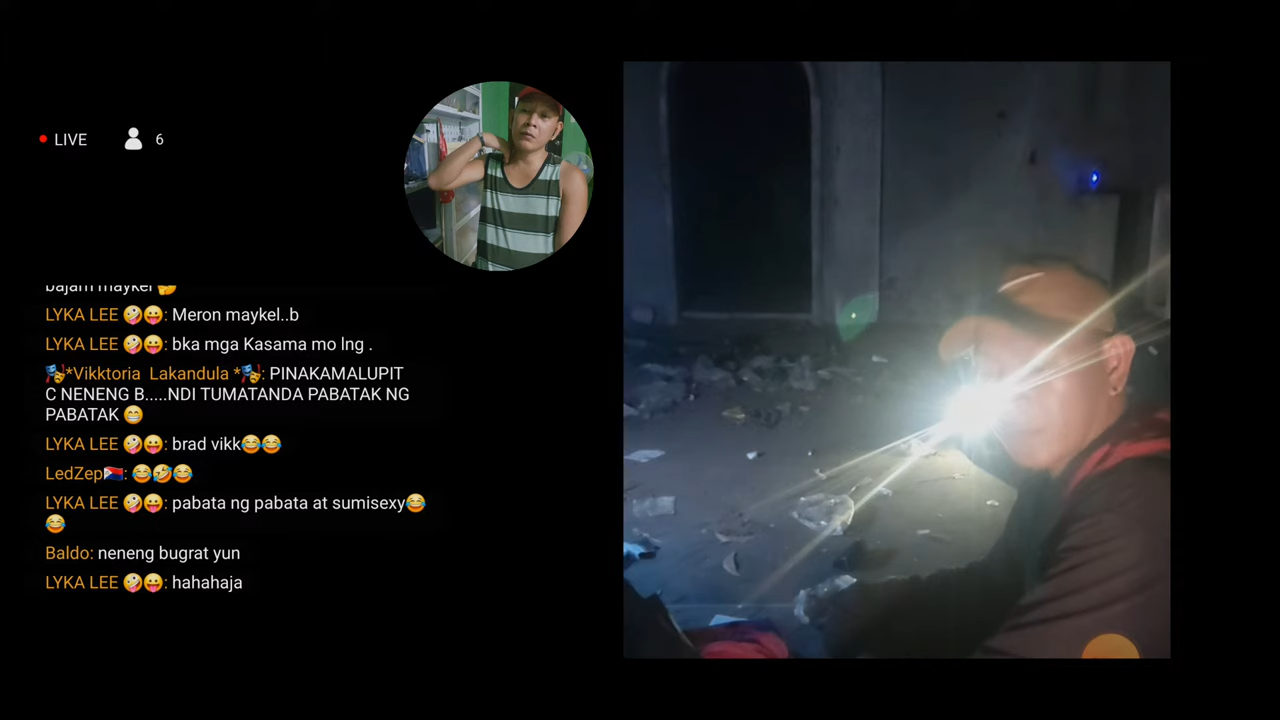 LIVE 6
bajam maykel🤔
LYKA LEE 🤪😛: Meron maykel..b
LYKA LEE 🤪😛: bka mga Kasama mo lng .
🎭*Vikktoria Lakandula *🎭: PINAKAMALUPIT
C NENENG B.....NDI TUMATANDA PABATAK NG
PABATAK 😁
LYKA LEE 🤪😛: brad vikk😂😂
LedZep🇵🇭: 😂🤣😂
LYKA LEE 🤪😛: pabata ng pabata at sumisexy😂
😂
Baldo: neneng bugrat yun
LYKA LEE 🤪😛: hahahaja